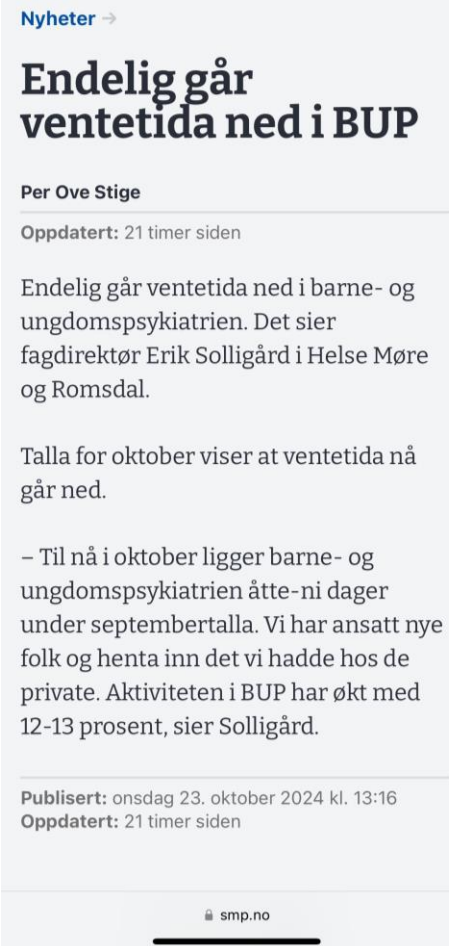 Nyheter →
Endelig går
ventetida ned i BUP
Per Ove Stige
Oppdatert: 21 timer siden
Endelig går ventetida ned i barne- og
ungdomspsykiatrien. Det sier
fagdirektør Erik Solligård i Helse Møre
og Romsdal.
Talla for oktober viser at ventetida nå
går ned.
– Til nå i oktober ligger barne- og
ungdomspsykiatrien åtte-ni dager
under septembertalla. Vi har ansatt nye
folk og henta inn det vi hadde hos de
private. Aktiviteten i BUP har økt med
12-13 prosent, sier Solligård.
Publisert: onsdag 23. oktober 2024 kl. 13:16
Oppdatert: 21 timer siden
smp.no